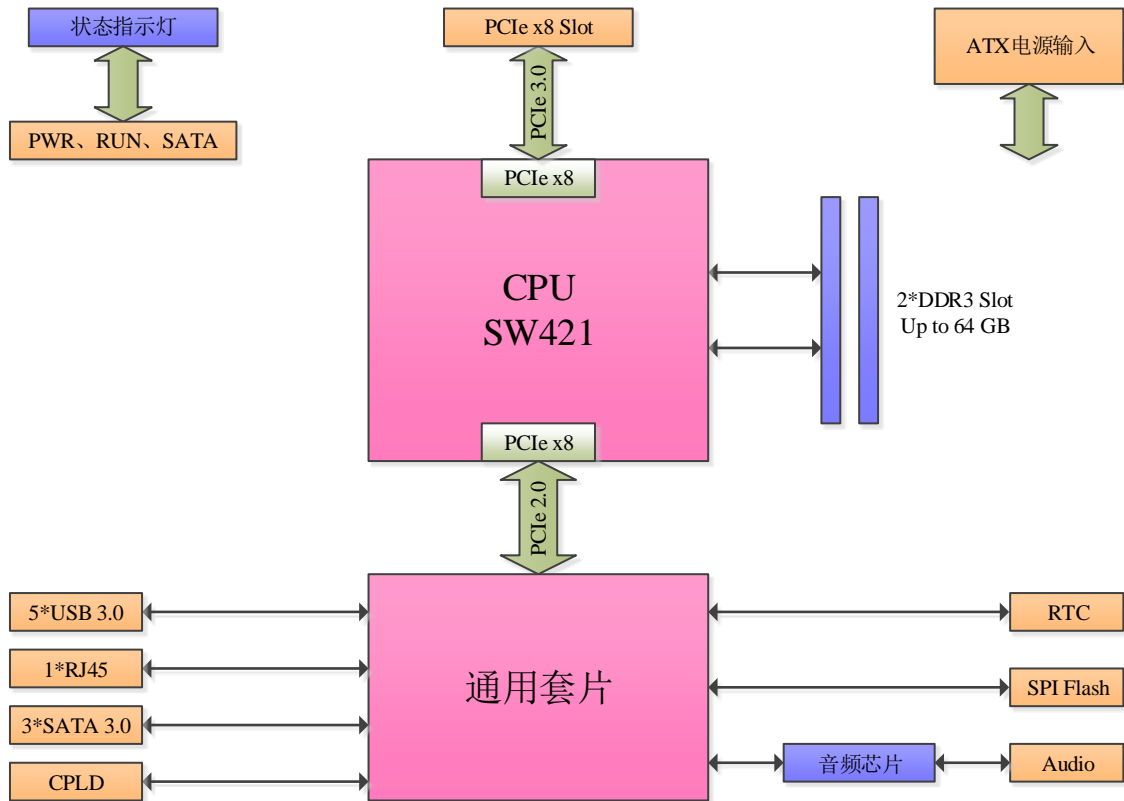 状态指示灯
PCIe x8 Slot
ATX电源输入
PWR、RUN、SATA
PCIe 3.0
PCIe x8
CPU
SW421
2*DDR3 Slot
Up to 64 GB
PCIe x8
PCIe 2.0
5*USB 3.0
1*RJ45
3*SATA 3.0
CPLD
通用套片
RTC
SPI Flash
音频芯片
Audio